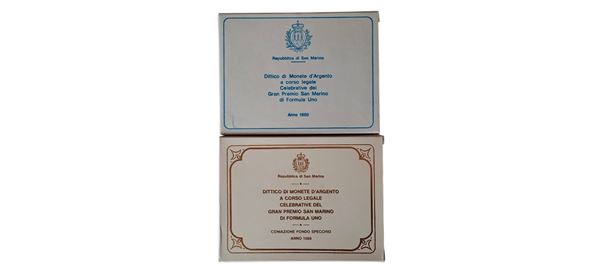 Repubblica di San Marino
Dittico di Monete d'Argento
a corso legale
Celebrative del
Gran Premio San Marino
di Formula Uno
Anno
Repubblica di San Marino
DITTICO DI MONETE D'ARGENTO
A CORSO LEGALE
CELEBRATIVE DEL
GRAN PREMIO SAN MARINO
DI FORMULA UNO
CONIAZIONE FONDO SPECCHIO
ANNO